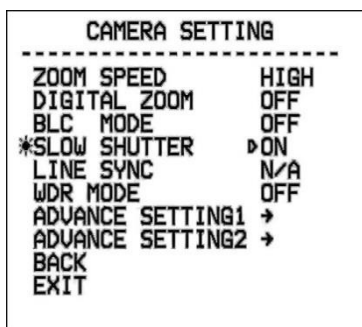 CAMERA SETTING
--------------------------
ZOOM SPEED HIGH
DIGITAL ZOOM OFF
BLC MODE OFF
☀SLOW SHUTTER ▷ON
LINE SYNC N/A
WDR MODE OFF
ADVANCE SETTING1 →
ADVANCE SETTING2 →
BACK
EXIT